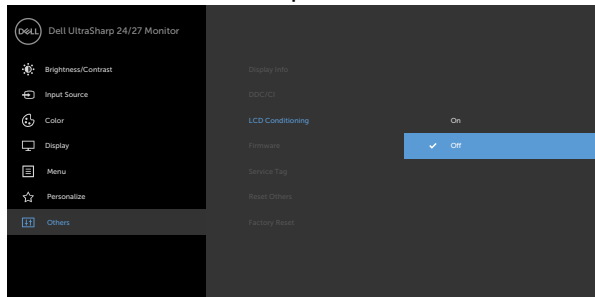 DELL Dell UltraSharp 24/27 Monitor
Brightness/Contrast
Display Info
Input Source
DDC/CI
Color
LCD Conditioning
On
Display
Firmware
Off
Menu
Service Tag
Personalize
Reset Others
Others
Factory Reset